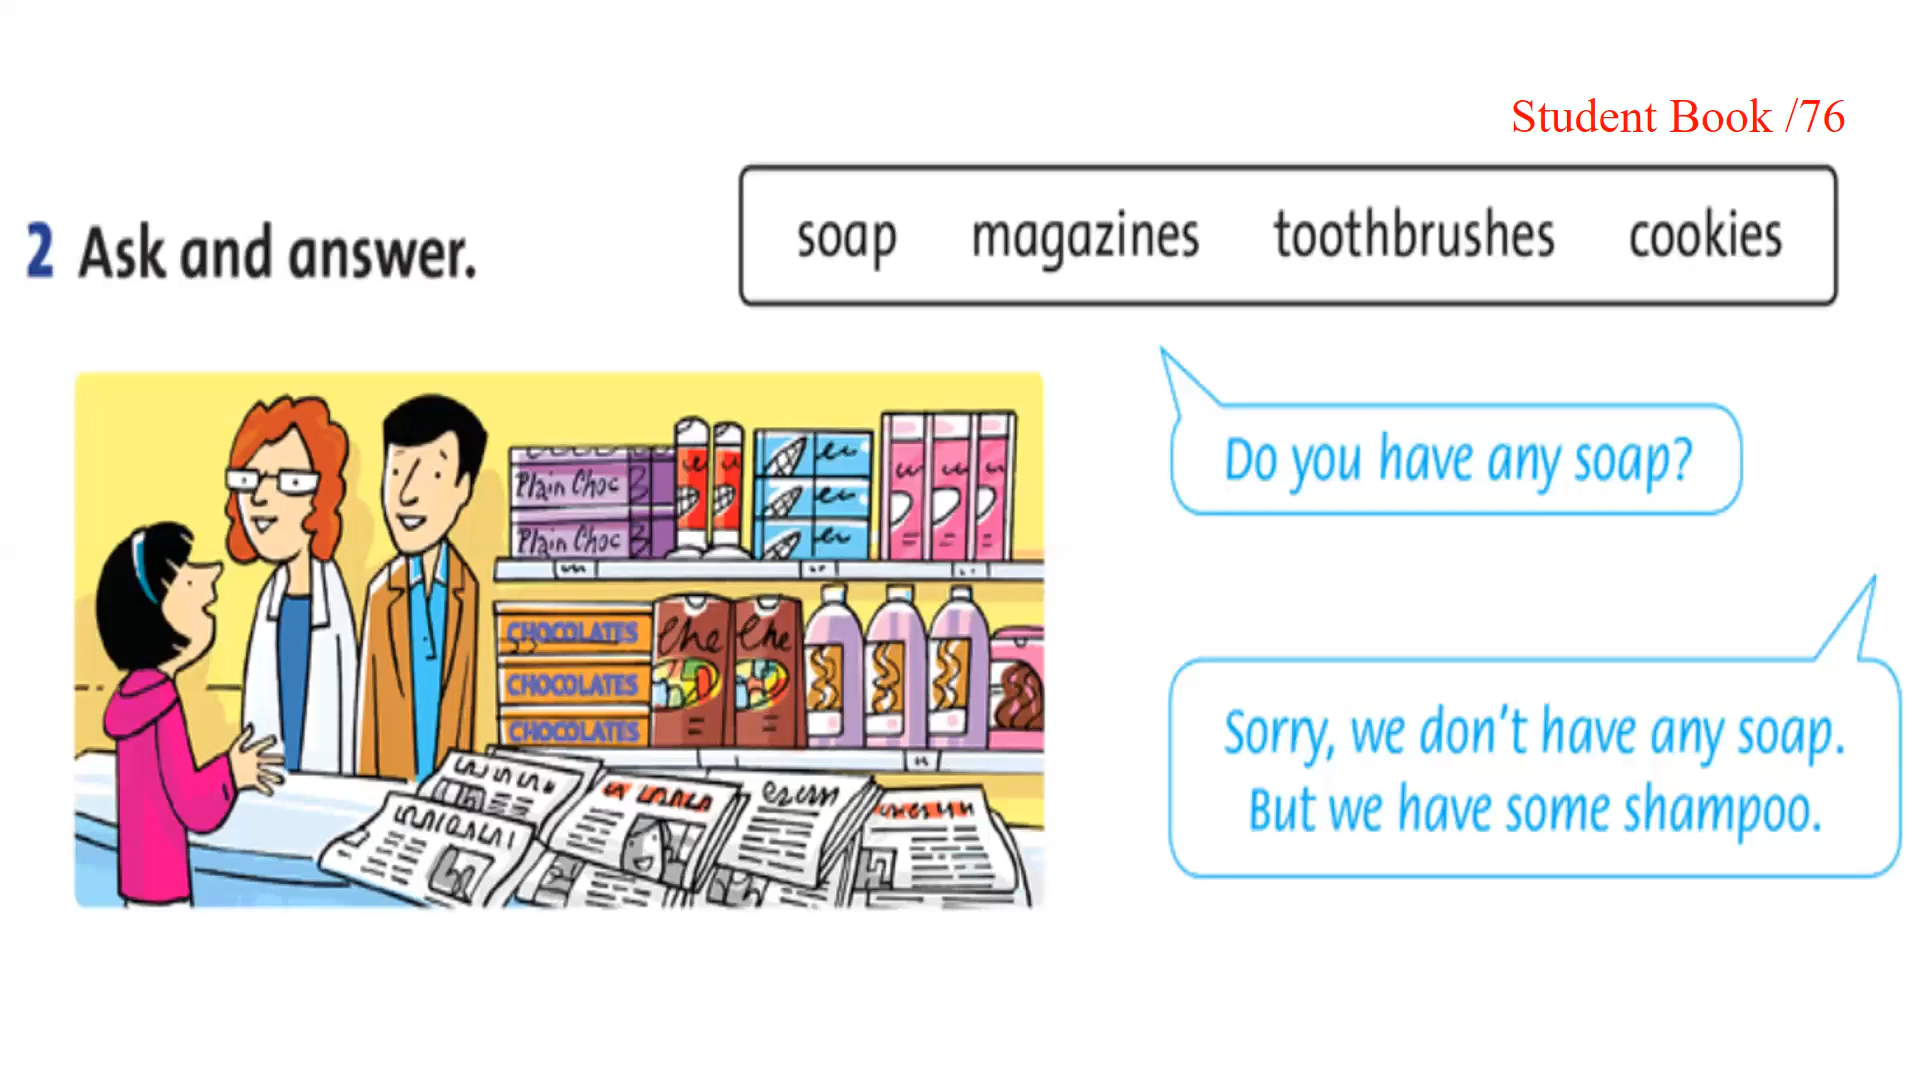 Student Book /76
2 Ask and answer.
soap magazines toothbrushes cookies
Do you have any soap?
Sorry, we don't have any soap.
But we have some shampoo.
Plain Choc
Plain Choc
CHOCOLATES
CHOCOLATES
CHOCOLATES